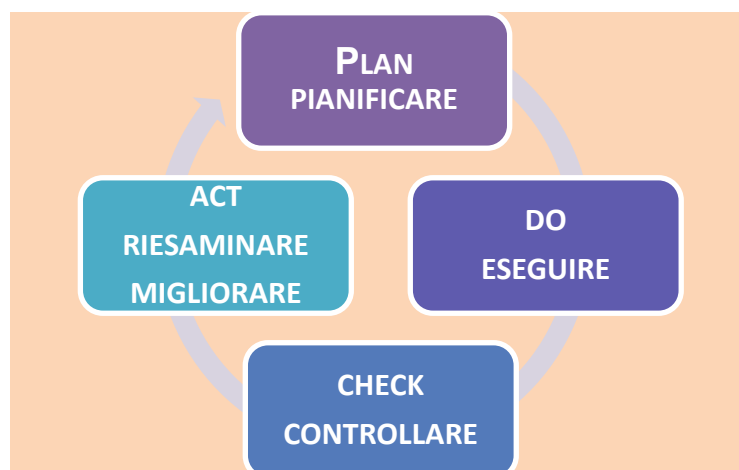 PLAN
PIANIFICARE
DO
ESEGUIRE
CHECK
CONTROLLARE
ACT
RIESAMINARE
MIGLIORARE